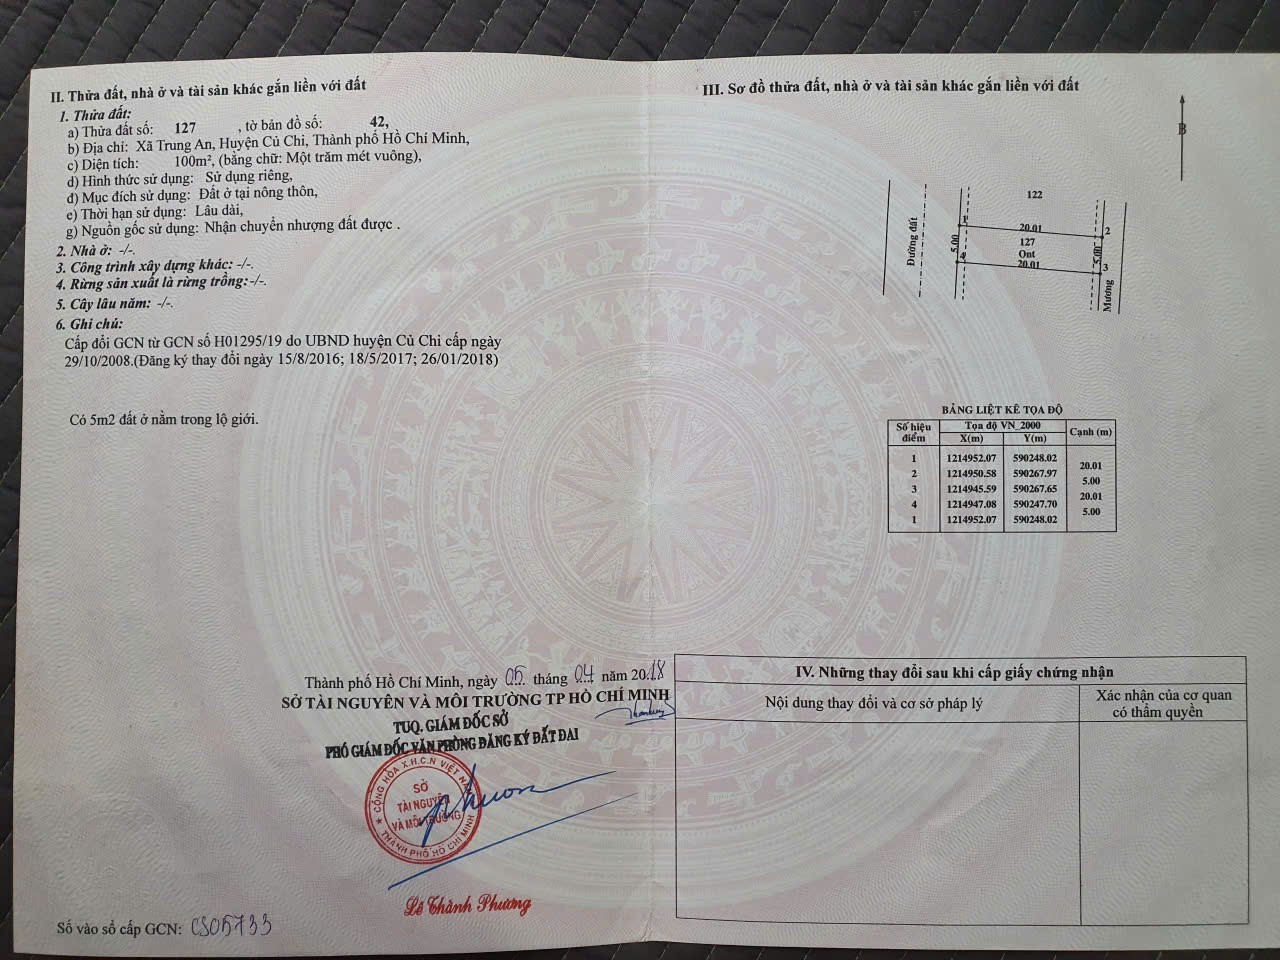 II. Thửa đất, nhà ở và tài sản khác gắn liền với đất
1. Thửa đất:
a) Thửa đất số: 127 , tờ bản đồ số: 42,
b) Địa chỉ: Xã Trung An, Huyện Củ Chi, Thành phố Hồ Chí Minh,
c) Diện tích: 100m², (bằng chữ: Một trăm mét vuông),
d) Hình thức sử dụng: Sử dụng riêng,
đ) Mục đích sử dụng: Đất ở tại nông thôn,
e) Thời hạn sử dụng: Lâu dài,
g) Nguồn gốc sử dụng: Nhận chuyển nhượng đất được .
2. Nhà ở: -/-.
3. Công trình xây dựng khác: -/-.
4. Rừng sản xuất là rừng trồng:-/-.
5. Cây lâu năm: -/-.
6. Ghi chú:
Cấp đổi GCN từ GCN số H01295/19 do UBND huyện Củ Chi cấp ngày
29/10/2008.(Đăng ký thay đổi ngày 15/8/2016; 18/5/2017; 26/01/2018)
Có 5m2 đất ở nằm trong lộ giới.
Thành phố Hồ Chí Minh, ngày 05 tháng 04 năm 2018
SỞ TÀI NGUYÊN VÀ MÔI TRƯỜNG TP HỒ CHÍ MINH
TUQ. GIÁM ĐỐC SỞ
PHÓ GIÁM ĐỐC VĂN PHÒNG ĐĂNG KÝ ĐẤT ĐAI
CỘNG HÒA X.H.C.N VIỆT NAM
SỞ
TÀI NGUYÊN
VÀ MÔI TRƯỜNG
THÀNH PHỐ HỒ CHÍ MINH
Lê Thành Phương
Số vào sổ cấp GCN: CS05733
III. Sơ đồ thửa đất, nhà ở và tài sản khác gắn liền với đất
B
122
Đường đất
1
20.01
2
5.00
127
Ont
5.00
4
20.01
3
Mương
BẢNG LIỆT KÊ TỌA ĐỘ
Số hiệu điểm Tọa độ VN_2000 Cạnh (m)
X(m) Y(m)
1 1214952.07 590248.02
20.01
2 1214950.58 590267.97
5.00
3 1214945.59 590267.65
20.01
4 1214947.08 590247.70
5.00
1 1214952.07 590248.02
IV. Những thay đổi sau khi cấp giấy chứng nhận
Nội dung thay đổi và cơ sở pháp lý
Xác nhận của cơ quan
có thẩm quyền